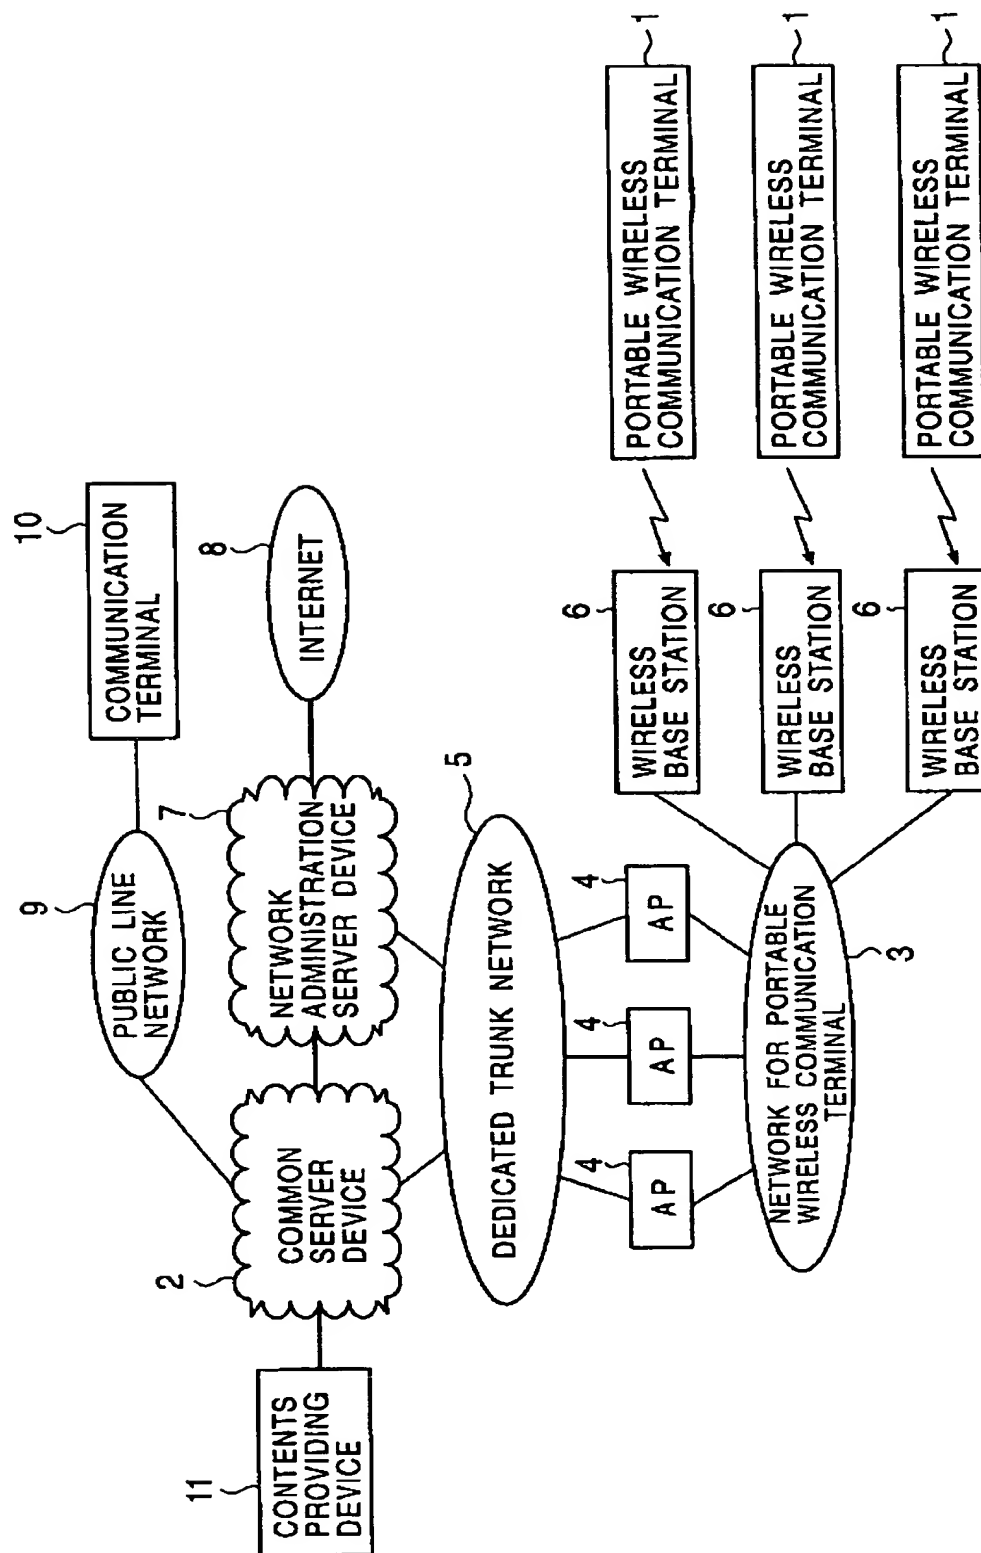 10
COMMUNICATION
TERMINAL
9
PUBLIC LINE
NETWORK
8
INTERNET
7
NETWORK
ADMINISTRATION
SERVER DEVICE
2
COMMON
SERVER
DEVICE
11
CONTENTS
PROVIDING
DEVICE
5
DEDICATED TRUNK NETWORK
4
AP
4
AP
4
AP
3
NETWORK FOR PORTABLE
WIRELESS COMMUNICATION
TERMINAL
6
WIRELESS
BASE STATION
6
WIRELESS
BASE STATION
6
WIRELESS
BASE STATION
1
PORTABLE WIRELESS
COMMUNICATION TERMINAL
1
PORTABLE WIRELESS
COMMUNICATION TERMINAL
1
PORTABLE WIRELESS
COMMUNICATION TERMINAL